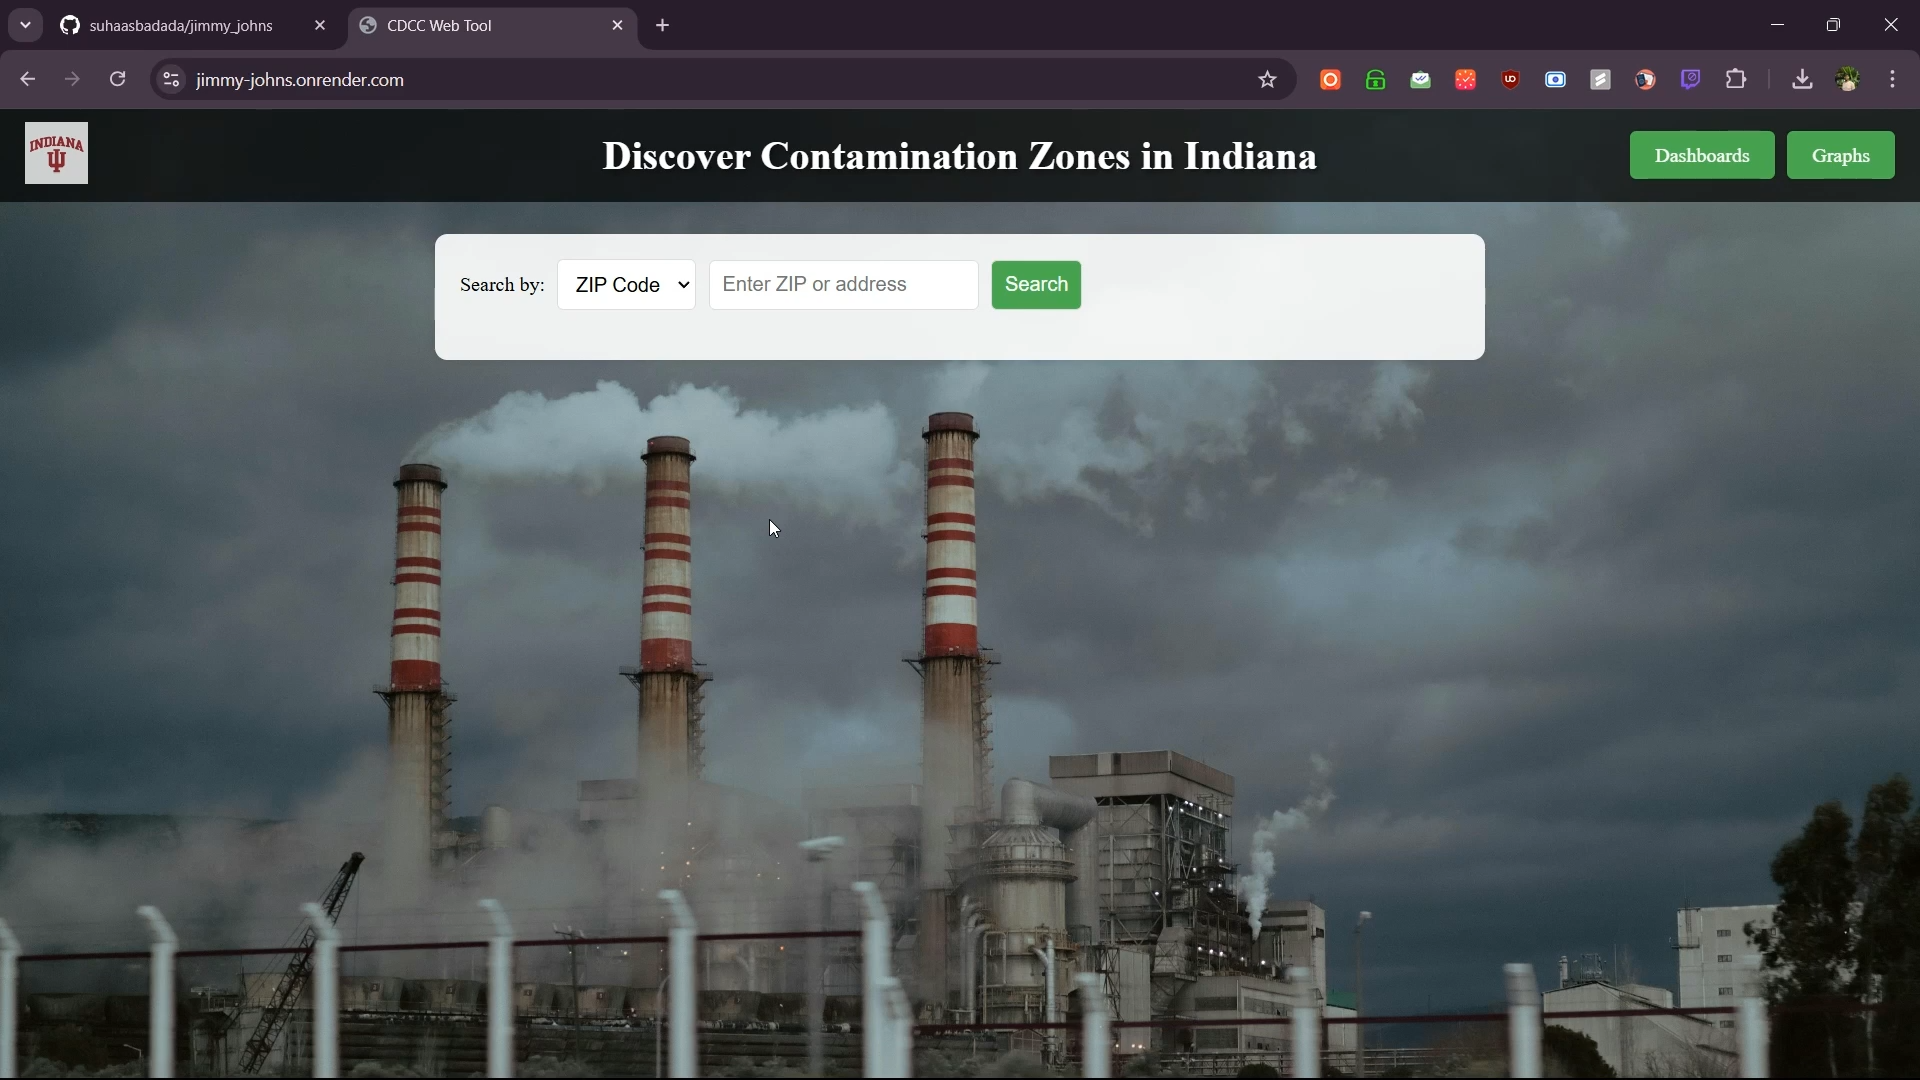 suhaasbadada/jimmy_johns
CDCC Web Tool
jimmy-johns.onrender.com
INDIANA
Discover Contamination Zones in Indiana
Dashboards
Graphs
Search by:
ZIP Code
Enter ZIP or address
Search